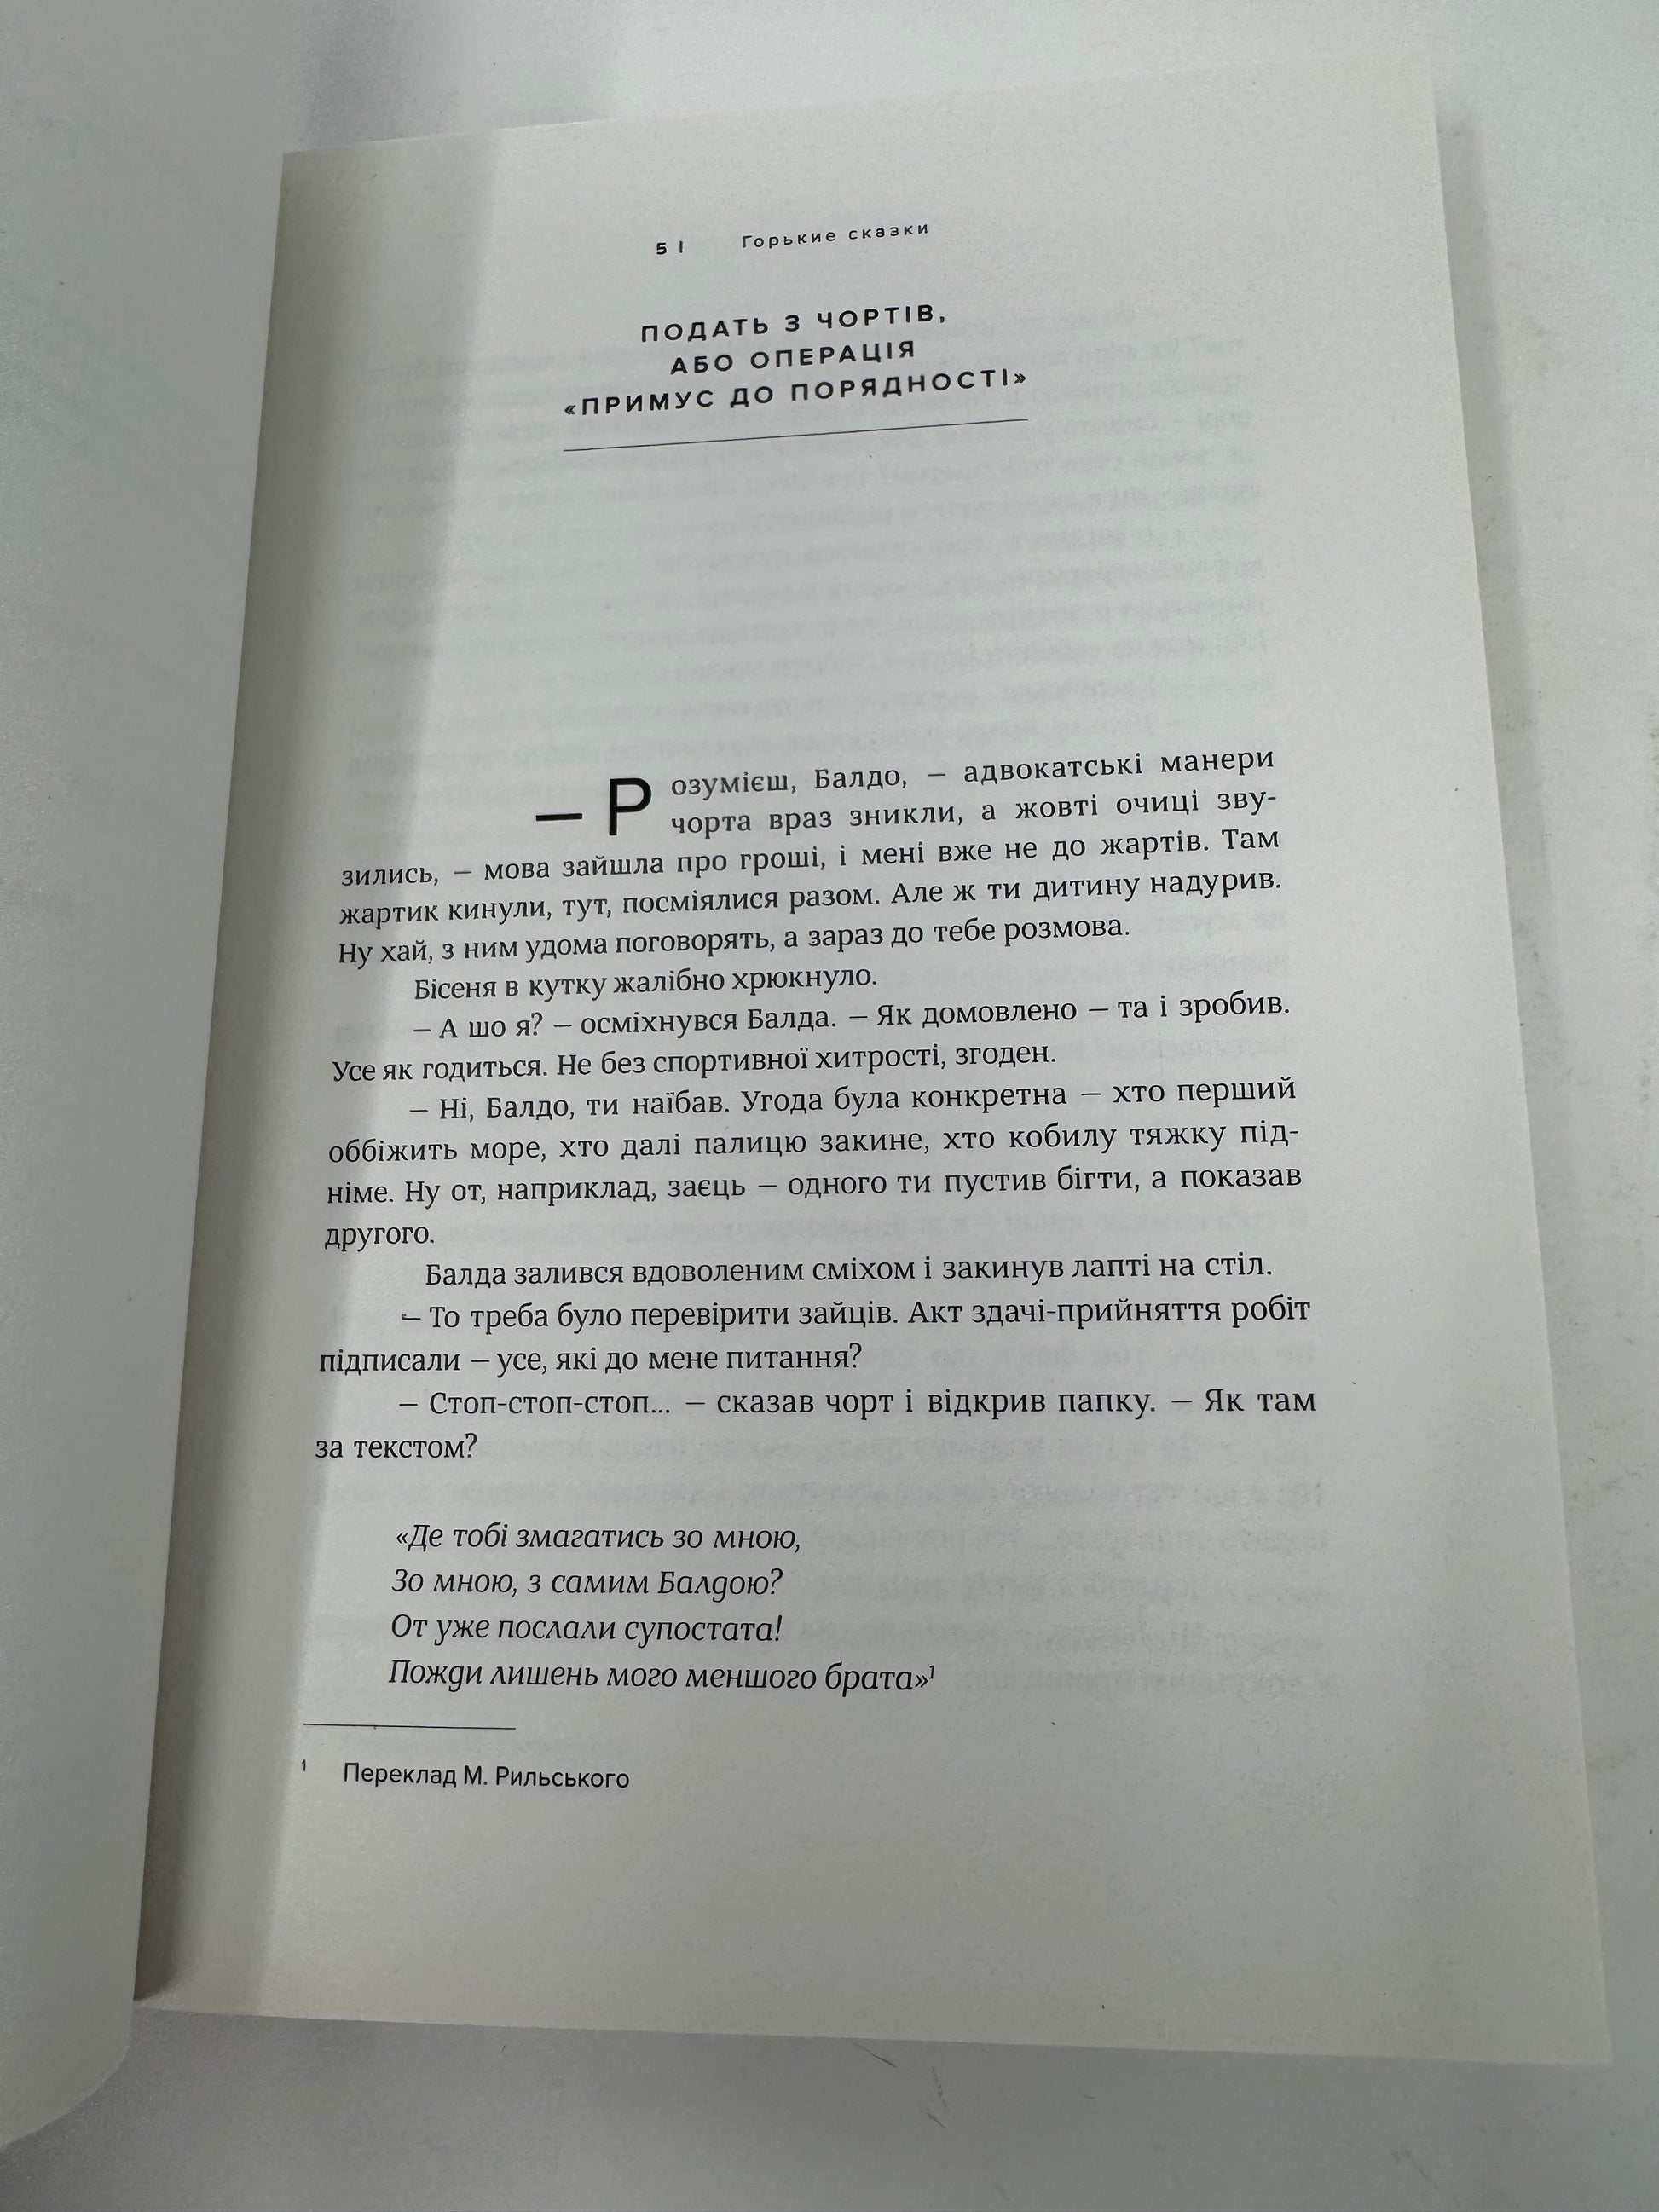 5 | Горькие сказки
ПОДАТЬ З ЧОРТІВ,
АБО ОПЕРАЦІЯ
«ПРИМУС ДО ПОРЯДНОСТІ»
— Розумієш, Балдо, — адвокатські манери
чорта враз зникли, а жовті очиці зву-
зились, — мова зайшла про гроші, і мені вже не до жартів. Там
жартик кинули, тут, посміялися разом. Але ж ти дитину надурив.
Ну хай, з ним удома поговорять, а зараз до тебе розмова.
Бісеня в кутку жалібно хрюкнуло.
— А шо я? — осміхнувся Балда. — Як домовлено — та і зробив.
Усе як годиться. Не без спортивної хитрості, згоден.
— Ні, Балдо, ти наїбав. Угода була конкретна — хто перший
оббіжить море, хто далі палицю закине, хто кобилу тяжку під-
німе. Ну от, наприклад, заєць — одного ти пустив бігти, а показав
другого.
Балда залився вдоволеним сміхом і закинув лапті на стіл.
— То треба було перевірити зайців. Акт здачі-прийняття робіт
підписали — усе, які до мене питання?
— Стоп-стоп-стоп... — сказав чорт і відкрив папку. — Як там
за текстом?
«Де тобі змагатись зо мною,
Зо мною, з самим Балдою?
От уже послали супостата!
Пожди лишень мого меншого брата»¹
¹ Переклад М. Рильського